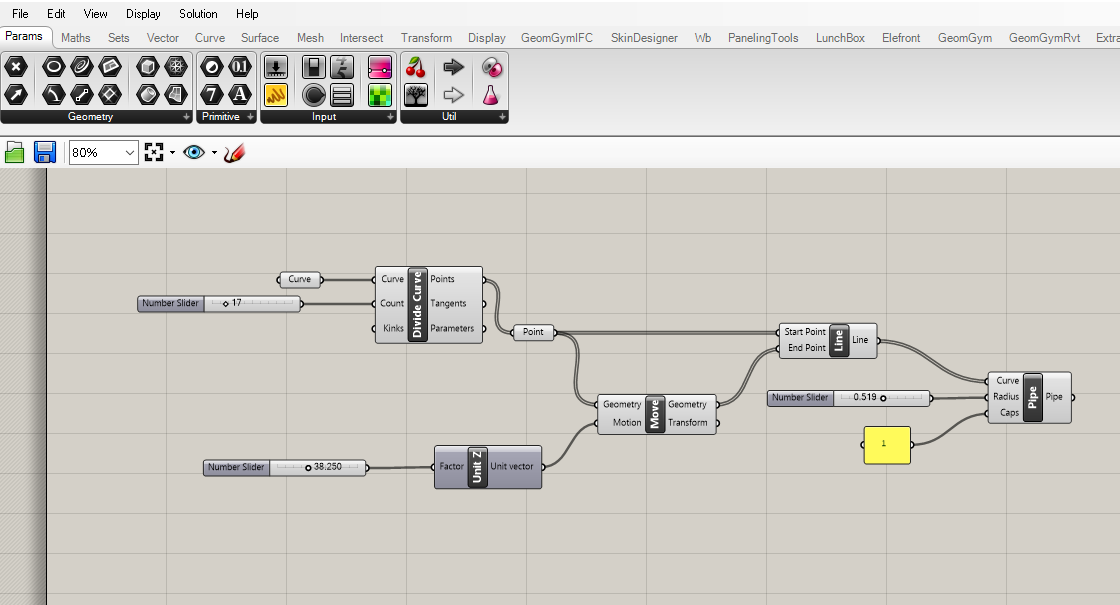 File Edit View Display Solution Help
Params Maths Sets Vector Curve Surface Mesh Intersect Transform Display GeomGymIFC SkinDesigner Wb PanelingTools LunchBox Elefront GeomGym GeomGymRvt Extra
0.1
7 A
Geometry Primitive Input Util
80%
Curve
Number Slider 17
Curve
Count
Kinks
Divide Curve
Points
Tangents
Parameters
Point
Number Slider 38.250
Factor
Unit Z
Unit vector
Geometry
Motion
Move
Geometry
Transform
Start Point
End Point
Line
Line
Number Slider 0.519
1
Curve
Radius
Caps
Pipe
Pipe